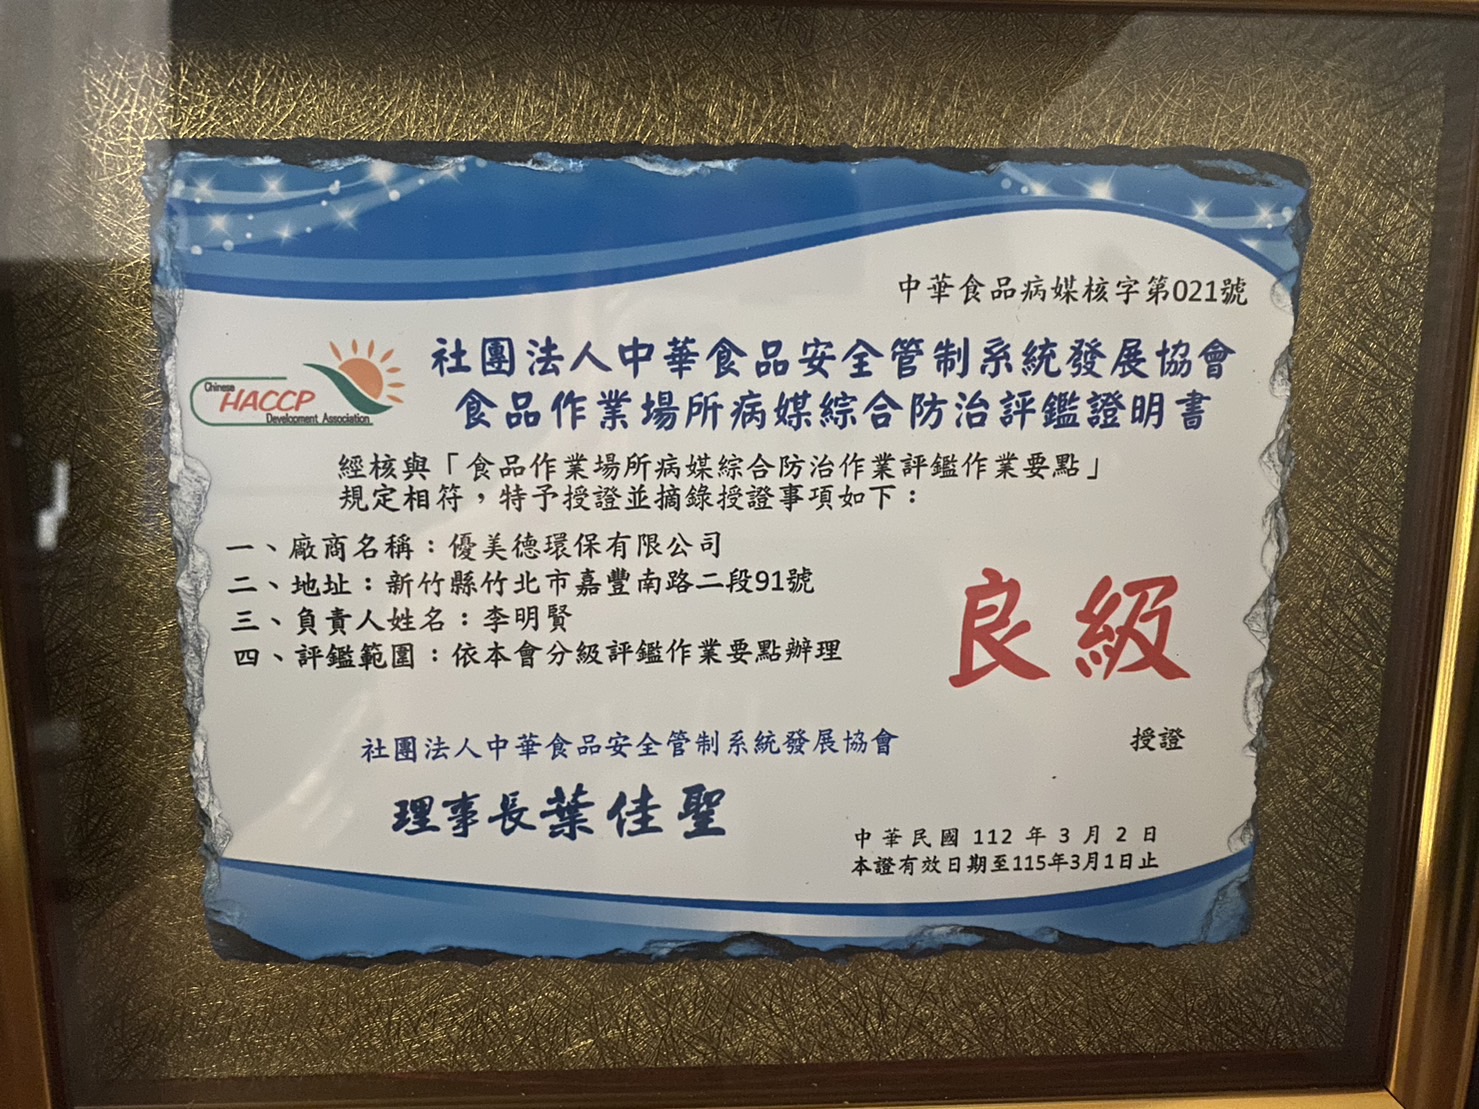 中華食品病媒核字第021號
社團法人中華食品安全管制系統發展協會
Chinese
HACCP
Development Association
食品作業場所病媒綜合防治評鑑證明書
經核與「食品作業場所病媒綜合防治作業評鑑作業要點」
規定相符，特予授證並摘錄授證事項如下：
一、廠商名稱：優美德環保有限公司
二、地址：新竹縣竹北市嘉豐南路二段91號
三、負責人姓名：李明賢
四、評鑑範圍：依本會分級評鑑作業要點辦理
良級
社團法人中華食品安全管制系統發展協會
授證
理事長葉佳聖
中華民國 112 年 3 月 2 日
本證有效日期至115年3月1日止